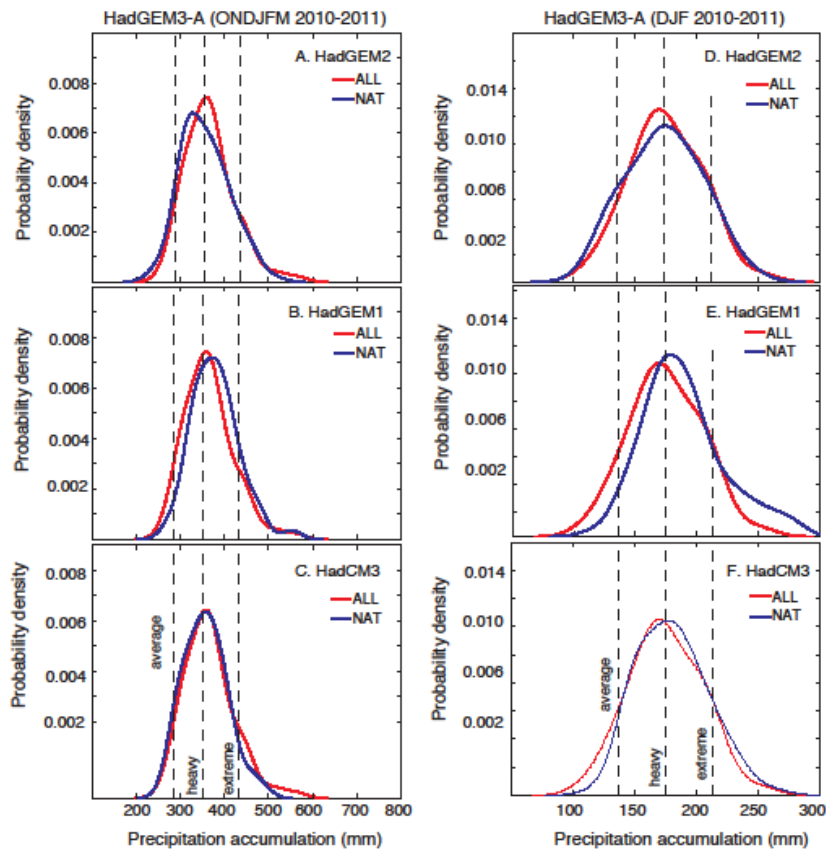 HadGEM3-A (ONDJFM 2010-2011)
A. HadGEM2
ALL
NAT
Probability density
0.008
0.006
0.004
0.002
B. HadGEM1
ALL
NAT
Probability density
0.008
0.006
0.004
0.002
C. HadCM3
ALL
NAT
Probability density
0.008
0.006
0.004
0.002
average
heavy
extreme
200 300 400 500 600 700 800
Precipitation accumulation (mm)
HadGEM3-A (DJF 2010-2011)
D. HadGEM2
ALL
NAT
Probability density
0.014
0.010
0.006
0.002
E. HadGEM1
ALL
NAT
Probability density
0.014
0.010
0.006
0.002
F. HadCM3
ALL
NAT
Probability density
0.014
0.010
0.006
0.002
average
heavy
extreme
100 150 200 250 300
Precipitation accumulation (mm)